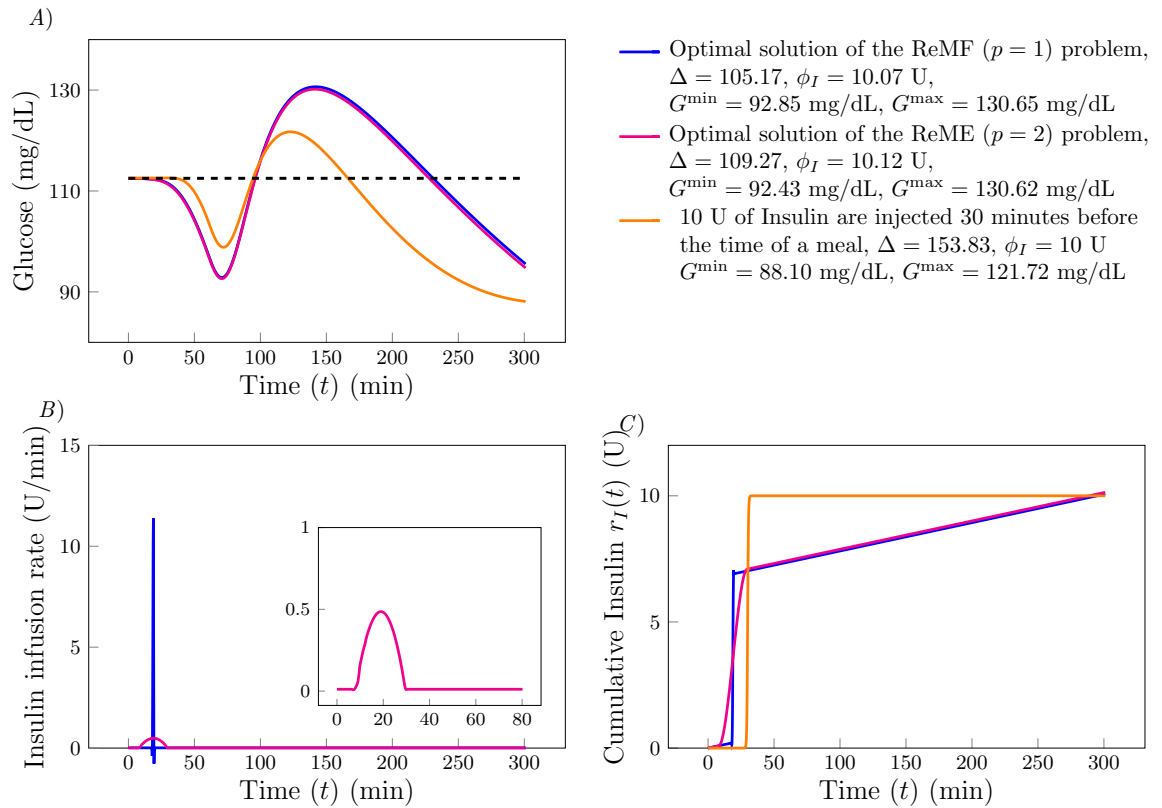 A)
Glucose (mg/dL)
130
110
90
0 50 100 150 200 250 300
Time (t) (min)
Optimal solution of the ReMF (p = 1) problem,
Δ = 105.17, ϕ_I = 10.07 U,
G^min = 92.85 mg/dL, G^max = 130.65 mg/dL
Optimal solution of the ReME (p = 2) problem,
Δ = 109.27, ϕ_I = 10.12 U,
G^min = 92.43 mg/dL, G^max = 130.62 mg/dL
10 U of Insulin are injected 30 minutes before
the time of a meal, Δ = 153.83, ϕ_I = 10 U
G^min = 88.10 mg/dL, G^max = 121.72 mg/dL
B)
Insulin infusion rate (U/min)
15
10
5
0
0 50 100 150 200 250 300
Time (t) (min)
1
0.5
0
0 20 40 60 80
C)
Cumulative Insulin r_I(t) (U)
10
5
0
0 50 100 150 200 250 300
Time (t) (min)